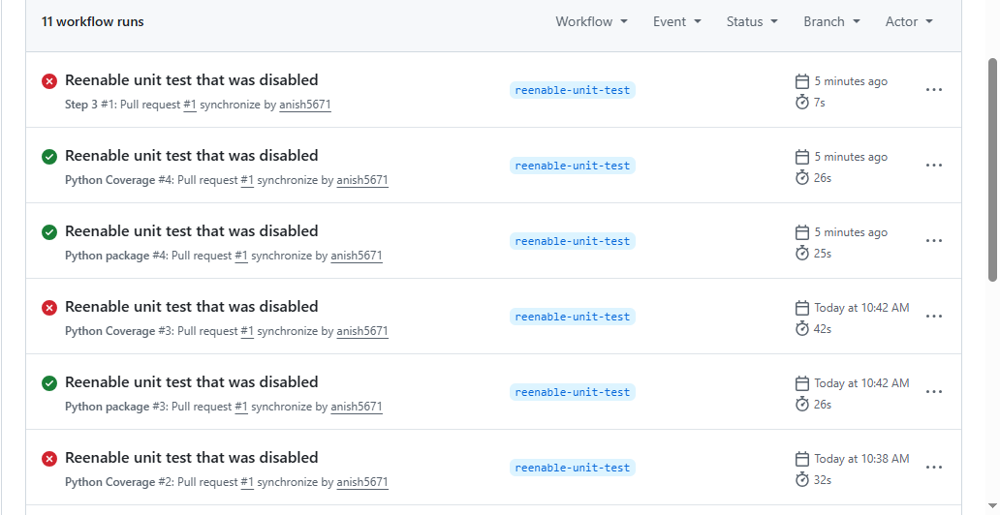 11 workflow runs Workflow Event Status Branch Actor
Reenable unit test that was disabled
Step 3 #1: Pull request #1 synchronize by anish5671
reenable-unit-test
5 minutes ago
7s
Reenable unit test that was disabled
Python Coverage #4: Pull request #1 synchronize by anish5671
reenable-unit-test
5 minutes ago
26s
Reenable unit test that was disabled
Python package #4: Pull request #1 synchronize by anish5671
reenable-unit-test
5 minutes ago
25s
Reenable unit test that was disabled
Python Coverage #3: Pull request #1 synchronize by anish5671
reenable-unit-test
Today at 10:42 AM
42s
Reenable unit test that was disabled
Python package #3: Pull request #1 synchronize by anish5671
reenable-unit-test
Today at 10:42 AM
26s
Reenable unit test that was disabled
Python Coverage #2: Pull request #1 synchronize by anish5671
reenable-unit-test
Today at 10:38 AM
32s